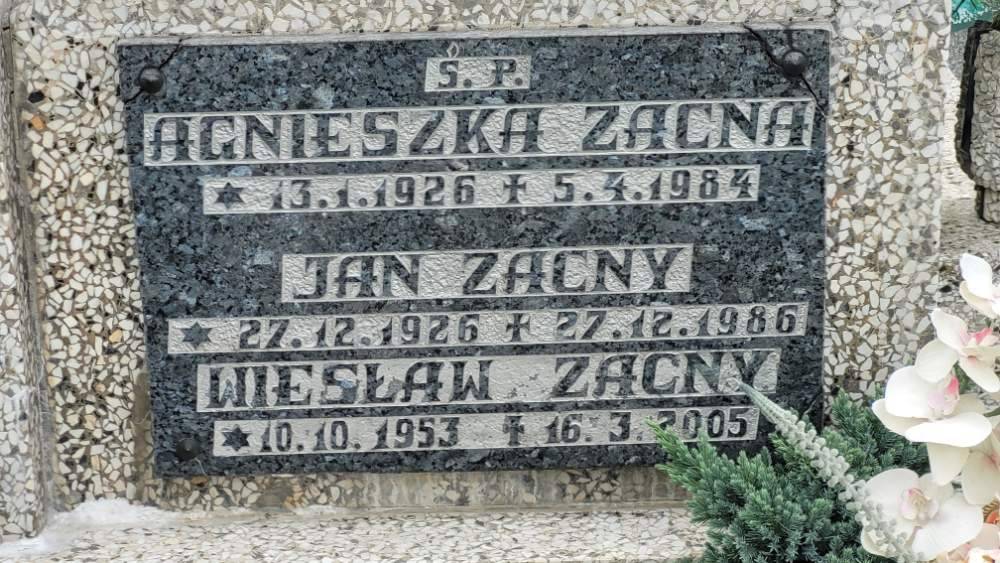 Ś. P.
AGNIESZKA ZACNA
★ 13.1.1926 ✝ 5.4.1984
JAN ZACNY
★ 27.12.1926 ✝ 27.12.1986
WIESŁAW ZACNY
★ 10.10.1953 ✝ 16.3.2005